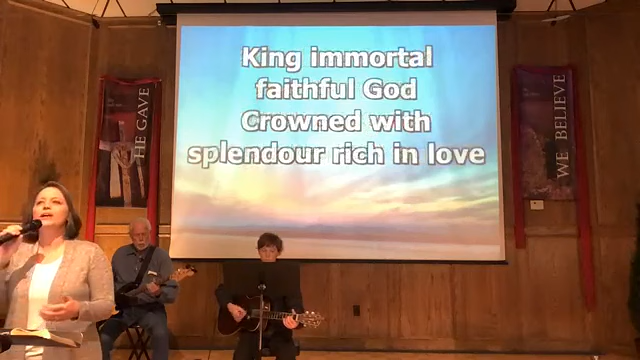 King immortal
faithful God
Crowned with
splendour rich in love
HE GAVE
WE BELIEVE